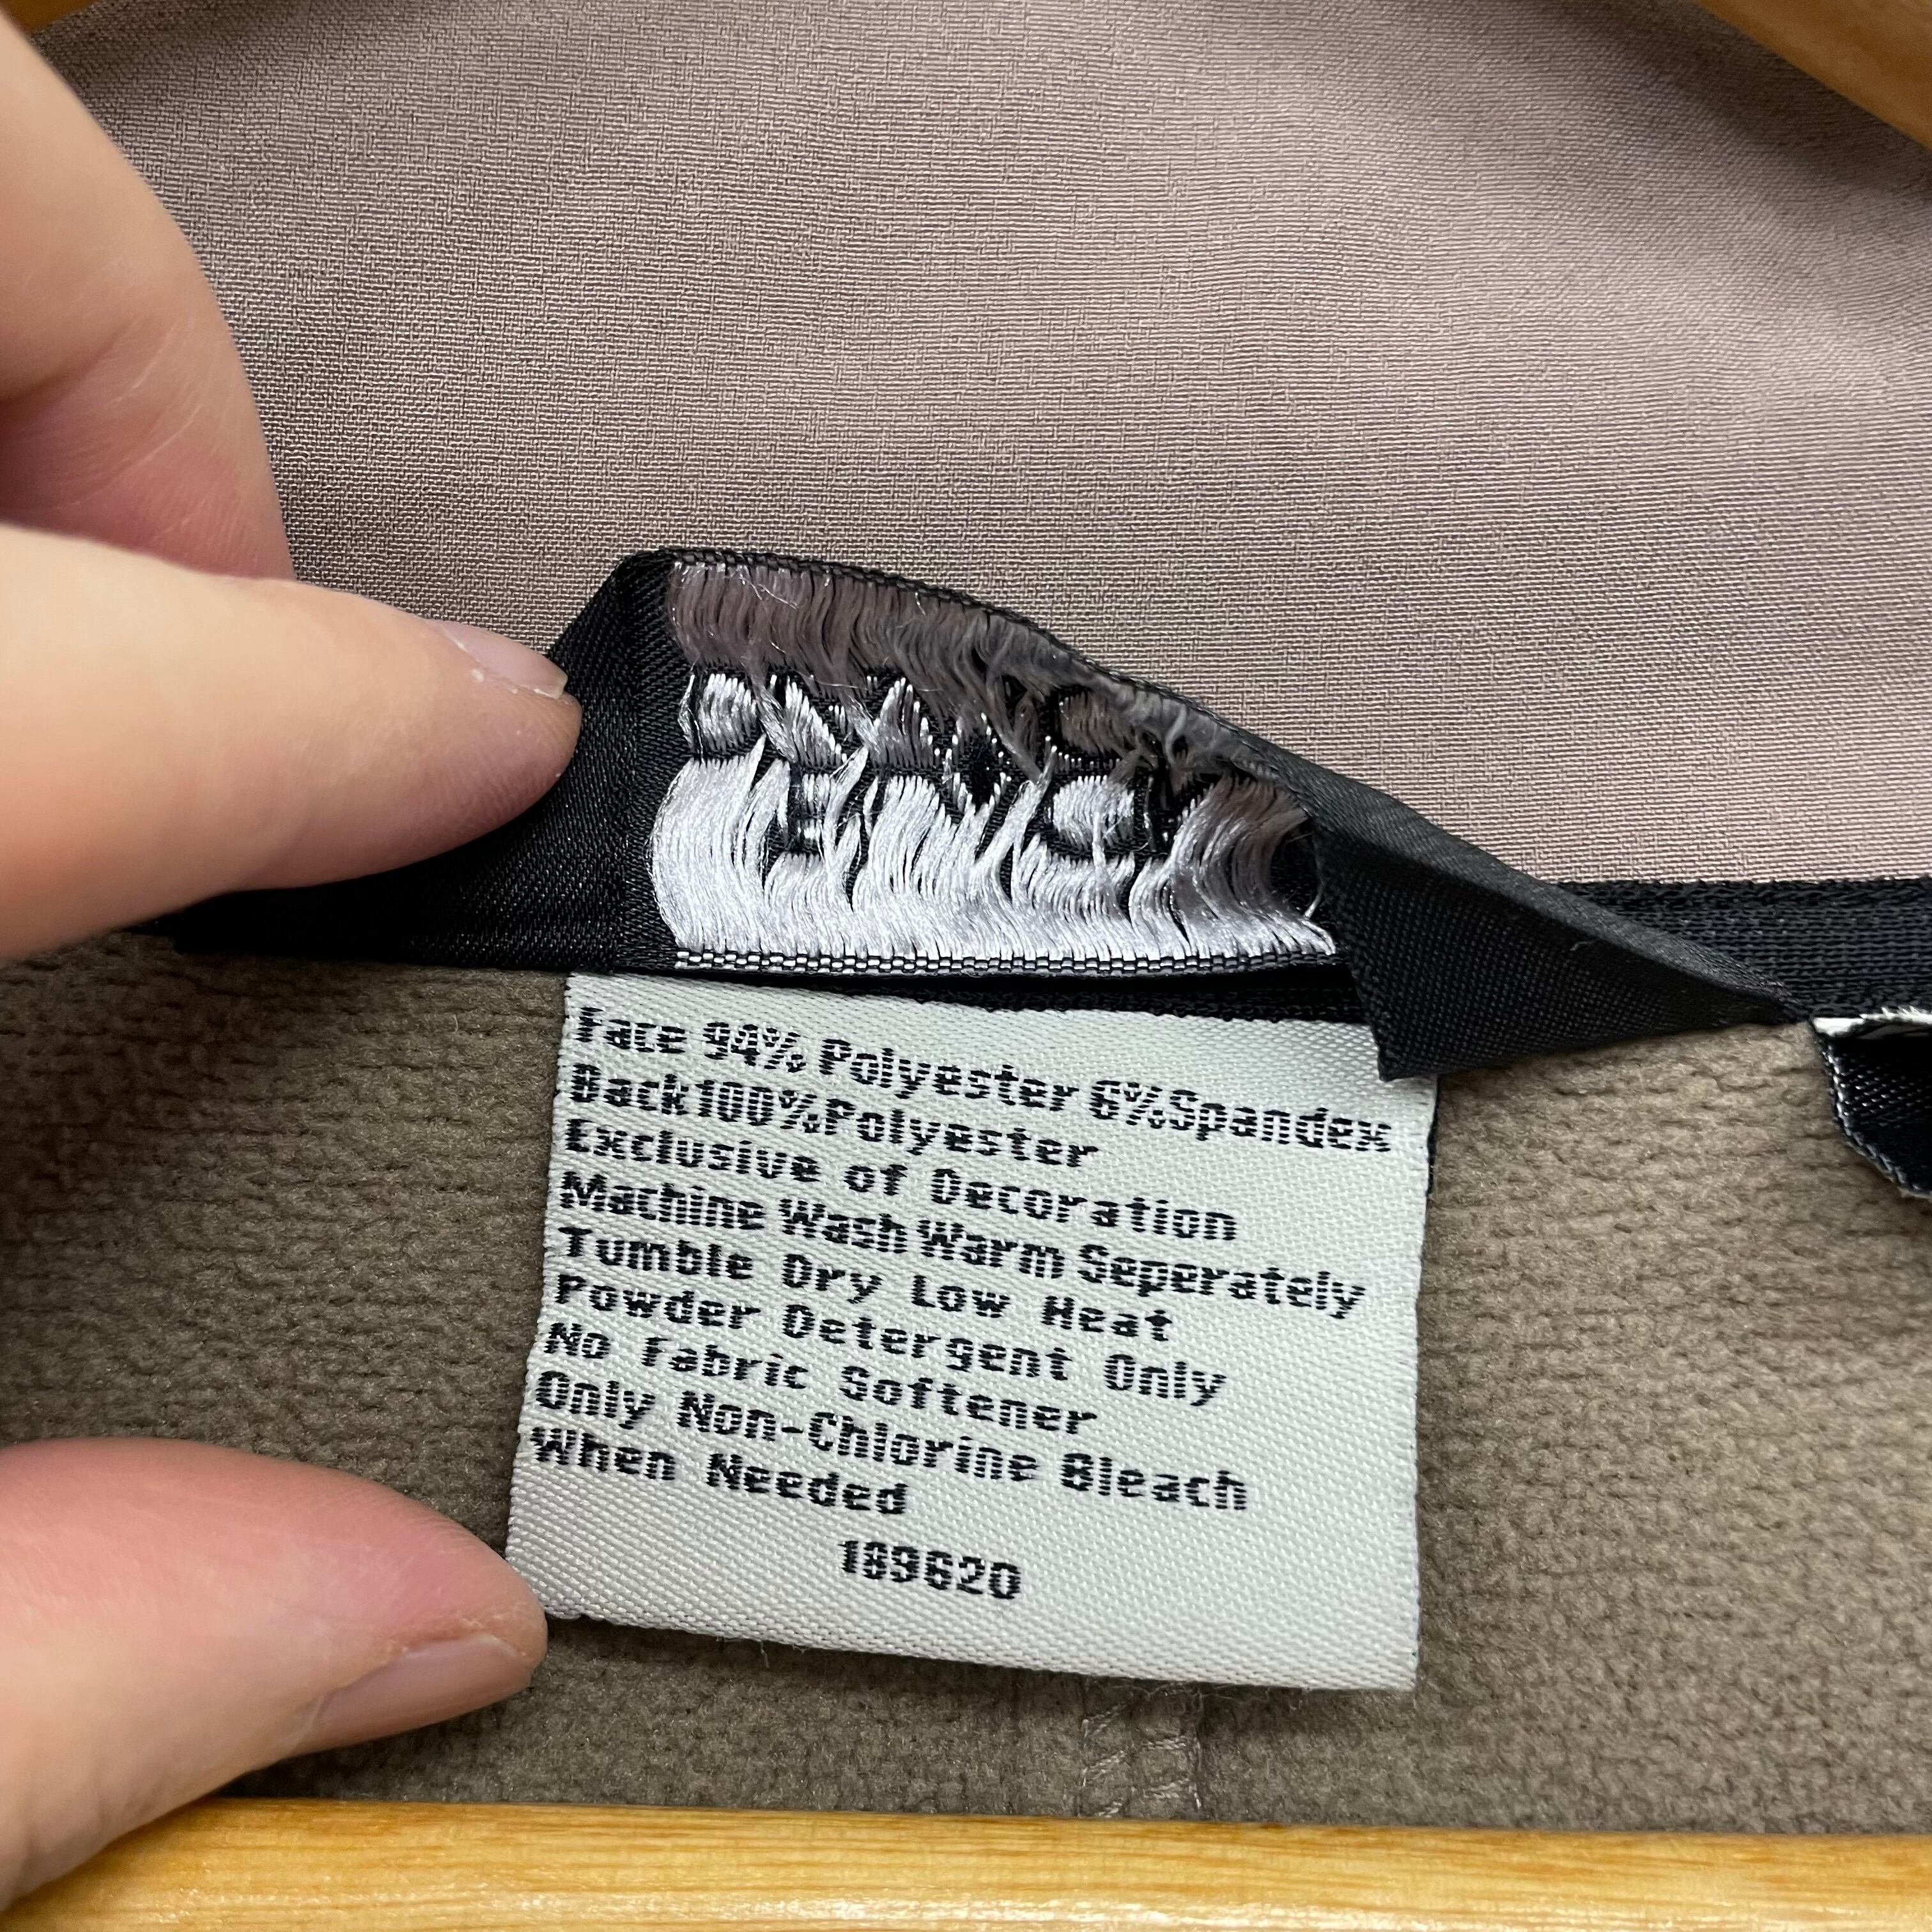 Face 94% Polyester 6%Spandex
Back100%Polyester
Exclusive of Decoration
Machine Wash Warm Seperately
Tumble Dry Low Heat
Powder Detergent Only
No Fabric Softener
Only Non-Chlorine Bleach
When Needed
189620